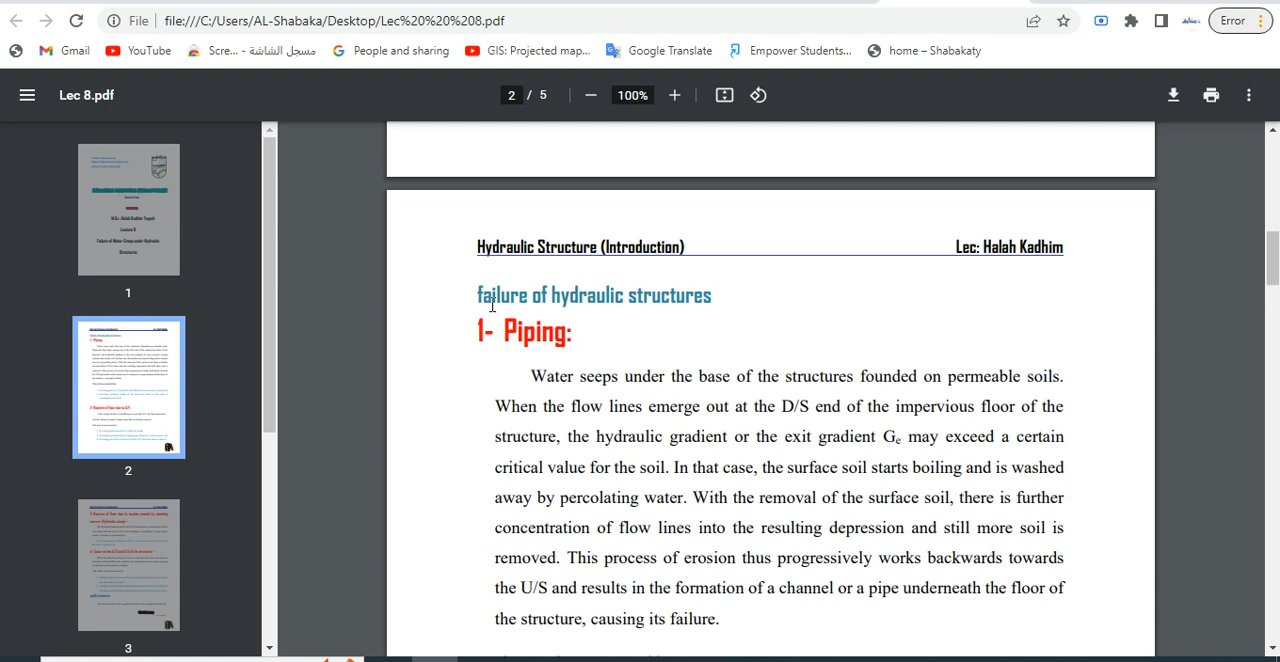 File | file:///C:/Users/AL-Shabaka/Desktop/Lec%20%20%208.pdf
Error
Gmail YouTube Scre... - مسجل الشاشة People and sharing GIS: Projected map... Google Translate Empower Students... home – Shabakaty
Lec 8.pdf
2 / 5
100%
Lecture 8
Structures
1
2
3
Hydraulic Structure (Introduction) Lec: Halah Kadhim
failure of hydraulic structures
1- Piping:
Water seeps under the base of the structures founded on permeable soils.
When the flow lines emerge out at the D/S end of the impervious floor of the
structure, the hydraulic gradient or the exit gradient Ge may exceed a certain
critical value for the soil. In that case, the surface soil starts boiling and is washed
away by percolating water. With the removal of the surface soil, there is further
concentration of flow lines into the resulting depression and still more soil is
removed. This process of erosion thus progressively works backwards towards
the U/S and results in the formation of a channel or a pipe underneath the floor of
the structure, causing its failure.